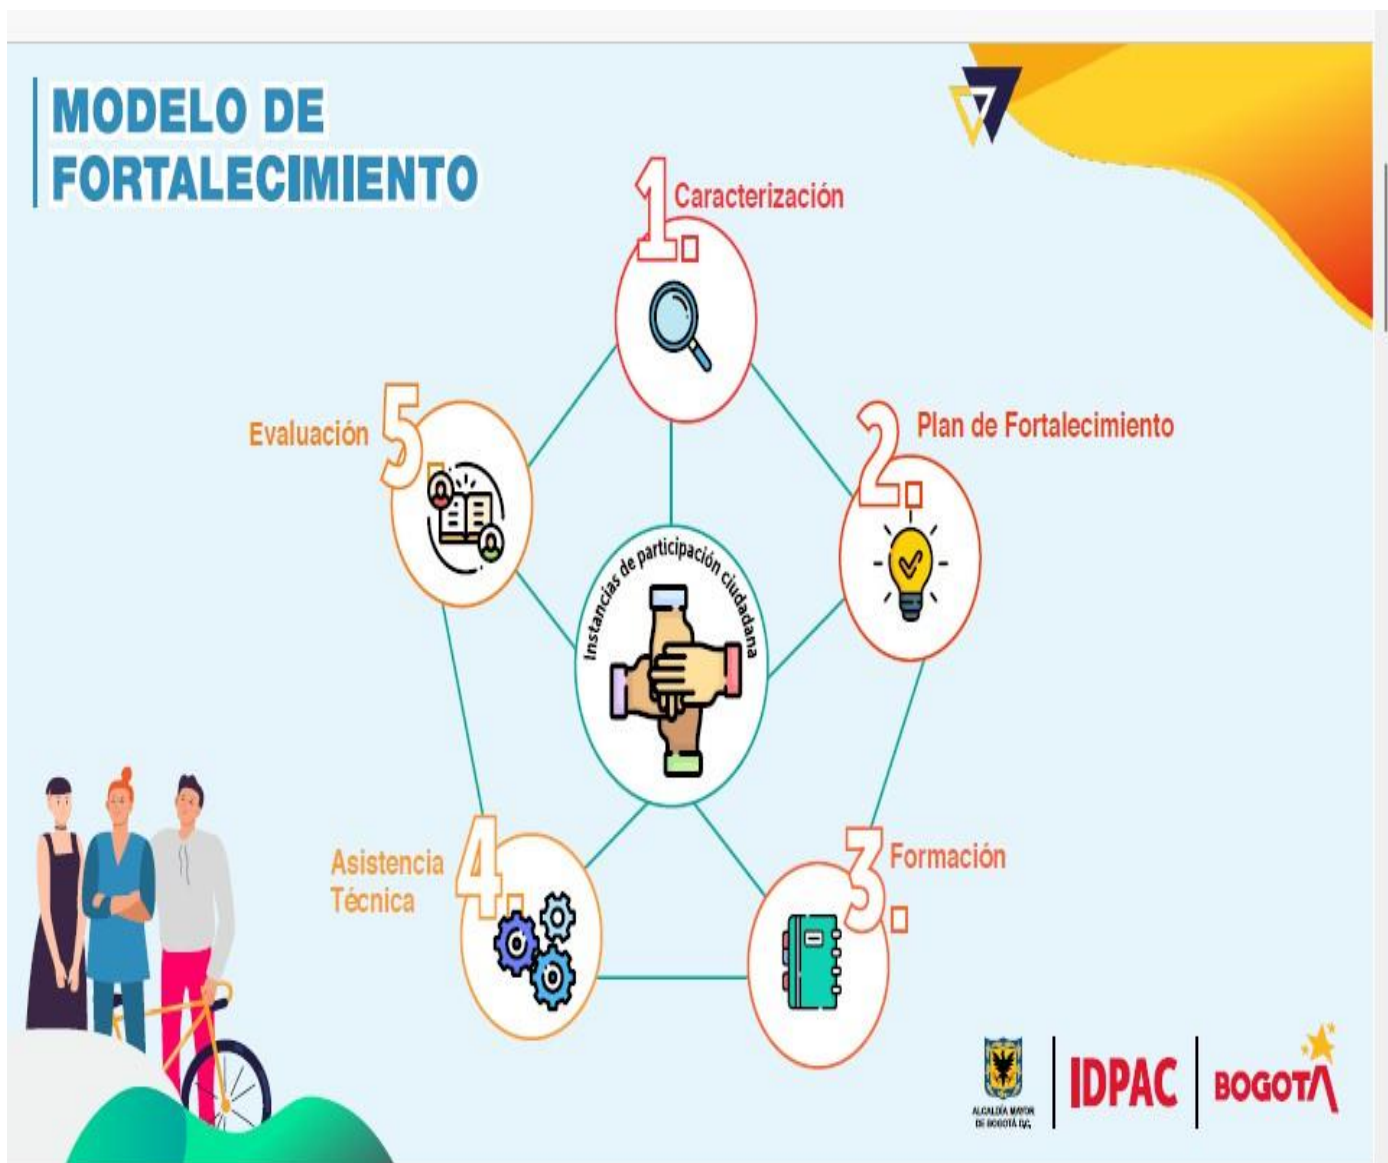 MODELO DE
FORTALECIMIENTO
1.
Caracterización
2.
Plan de Fortalecimiento
3.
Formación
4.
Asistencia
Técnica
5
Evaluación
Instancias de participación ciudadana
ALCALDÍA MAYOR
DE BOGOTÁ D.C.
IDPAC
BOGOTÁ